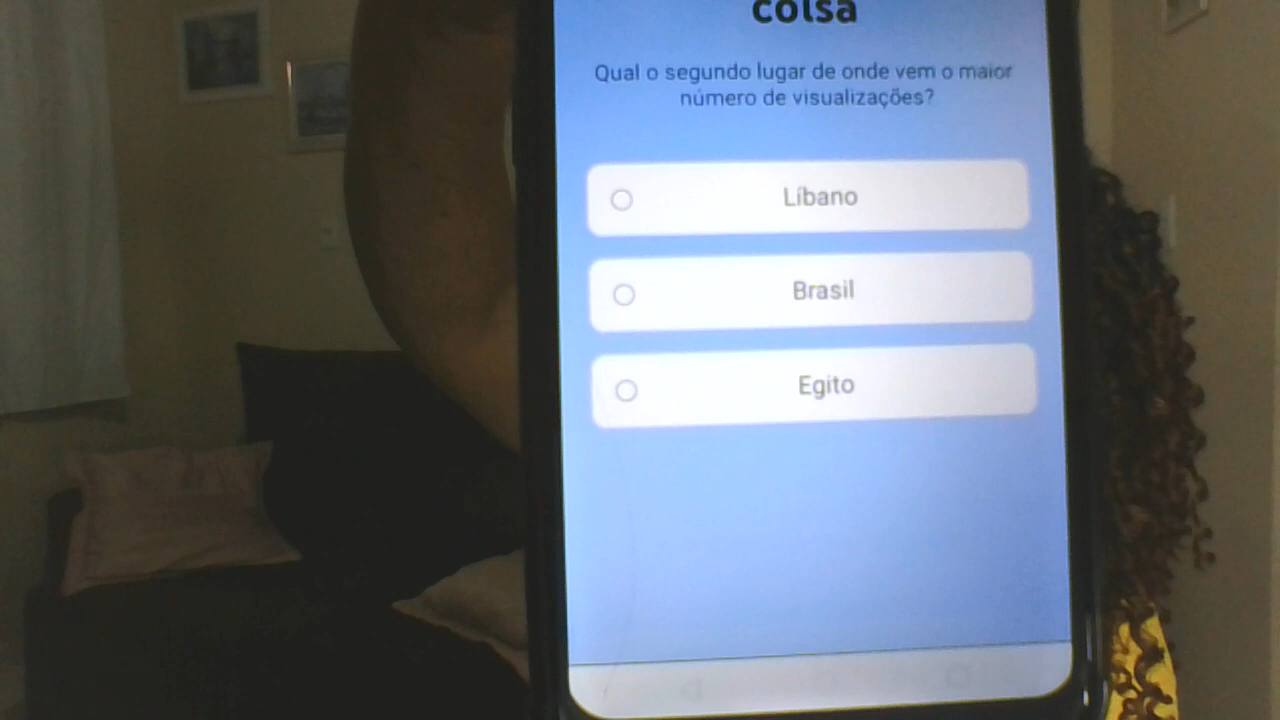 coisa
Qual o segundo lugar de onde vem o maior
número de visualizações?
Líbano
Brasil
Egito